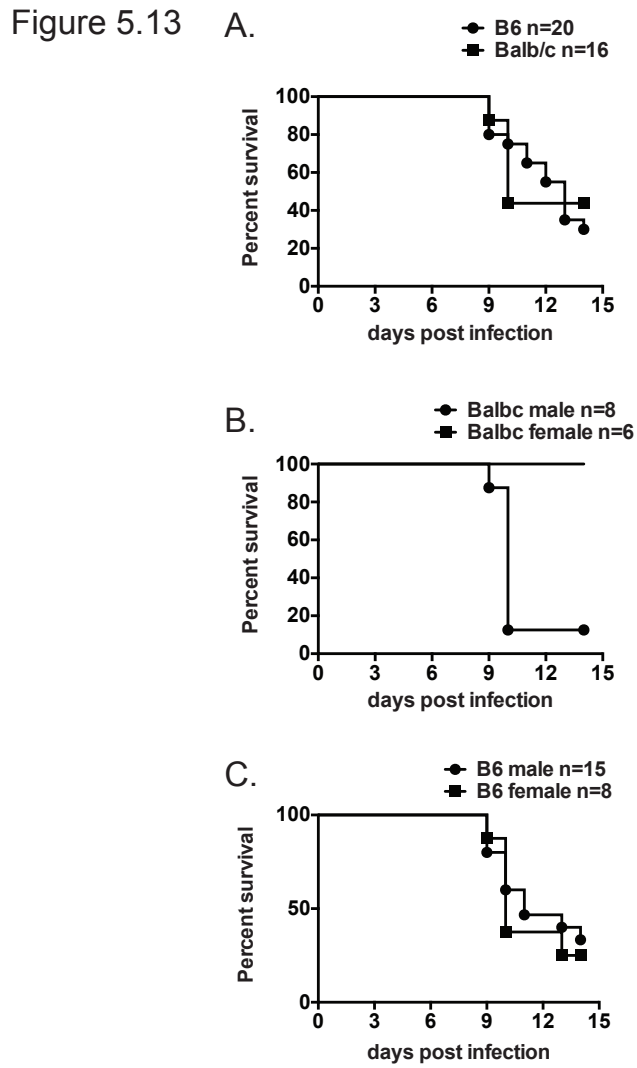 Figure 5.13
A.
B6 n=20
Balb/c n=16
100
80
60
40
20
0
Percent survival
0 3 6 9 12 15
days post infection
B.
Balbc male n=8
Balbc female n=6
100
80
60
40
20
0
Percent survival
0 3 6 9 12 15
days post infection
C.
B6 male n=15
B6 female n=8
100
50
0
Percent survival
0 3 6 9 12 15
days post infection